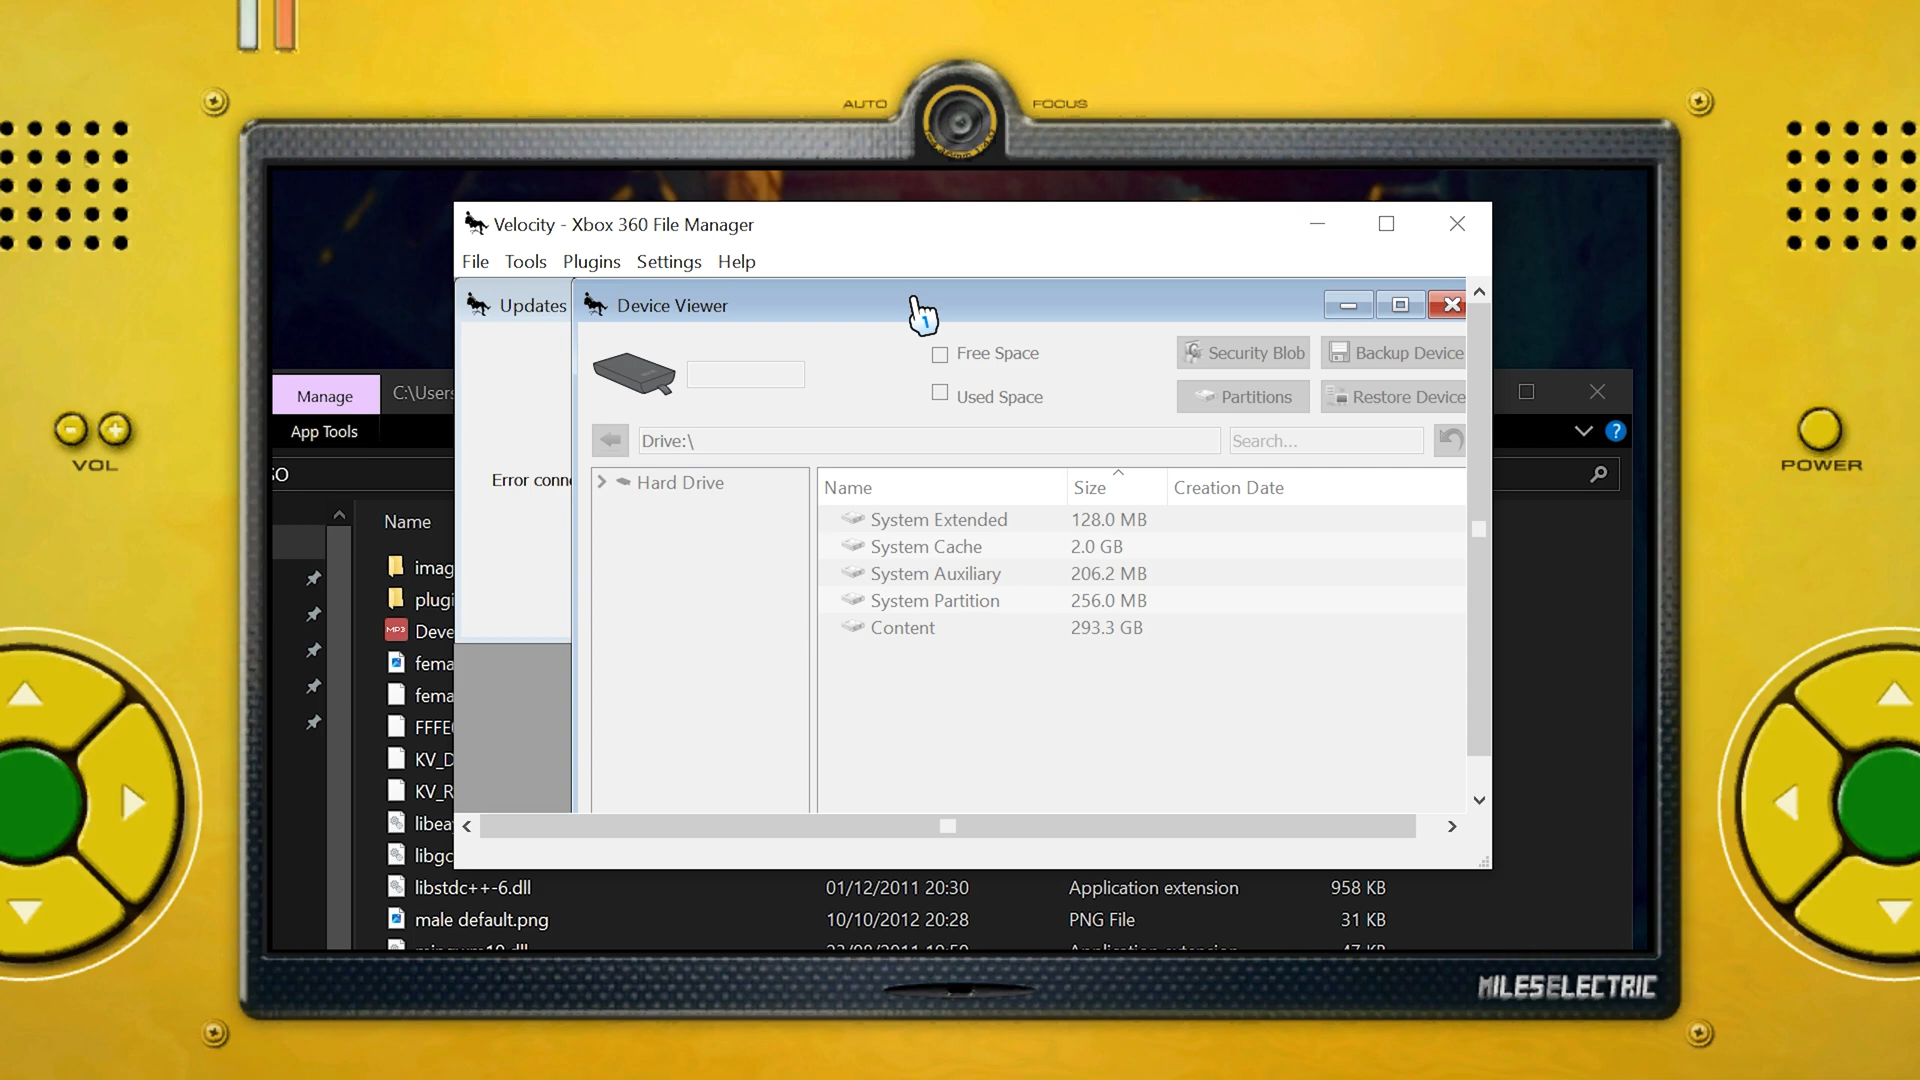 AUTO
FOCUS
Velocity - Xbox 360 File Manager
File Tools Plugins Settings Help
Updates
Device Viewer
Free Space
Used Space
Security Blob
Backup Device
Partitions
Restore Device
Drive:\
Search...
Hard Drive
Name Size Creation Date
System Extended 128.0 MB
System Cache 2.0 GB
System Auxiliary 206.2 MB
System Partition 256.0 MB
Content 293.3 GB
Error conn
Manage
C:\Users
App Tools
?
SO
Name
imag
plugi
MP3
Deve
fema
fema
FFFE
KV_D
KV_R
libea
libgc
libstdc++-6.dll 01/12/2011 20:30 Application extension 958 KB
male default.png 10/10/2012 20:28 PNG File 31 KB
VOL
POWER
1
MILESELECTRIC